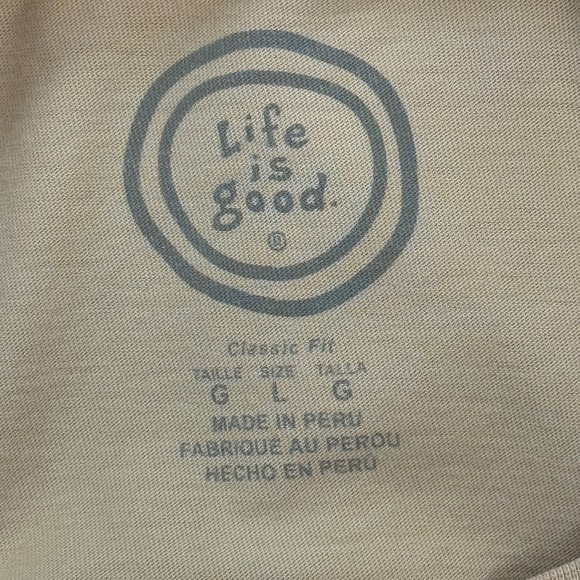 Life
is
good.
®
Classic Fit
TAILLE SIZE TALLA
G L G
MADE IN PERU
FABRIQUÉ AU PEROU
HECHO EN PERÚ